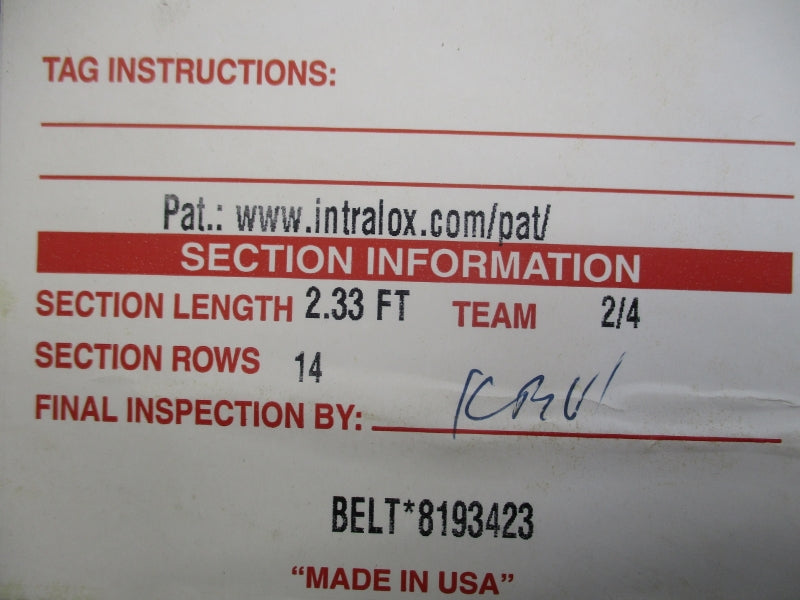 TAG INSTRUCTIONS:
Pat.: www.intralox.com/pat/
SECTION INFORMATION
SECTION LENGTH 2.33 FT TEAM 2/4
SECTION ROWS 14
FINAL INSPECTION BY:
BELT*8193423
"MADE IN USA"